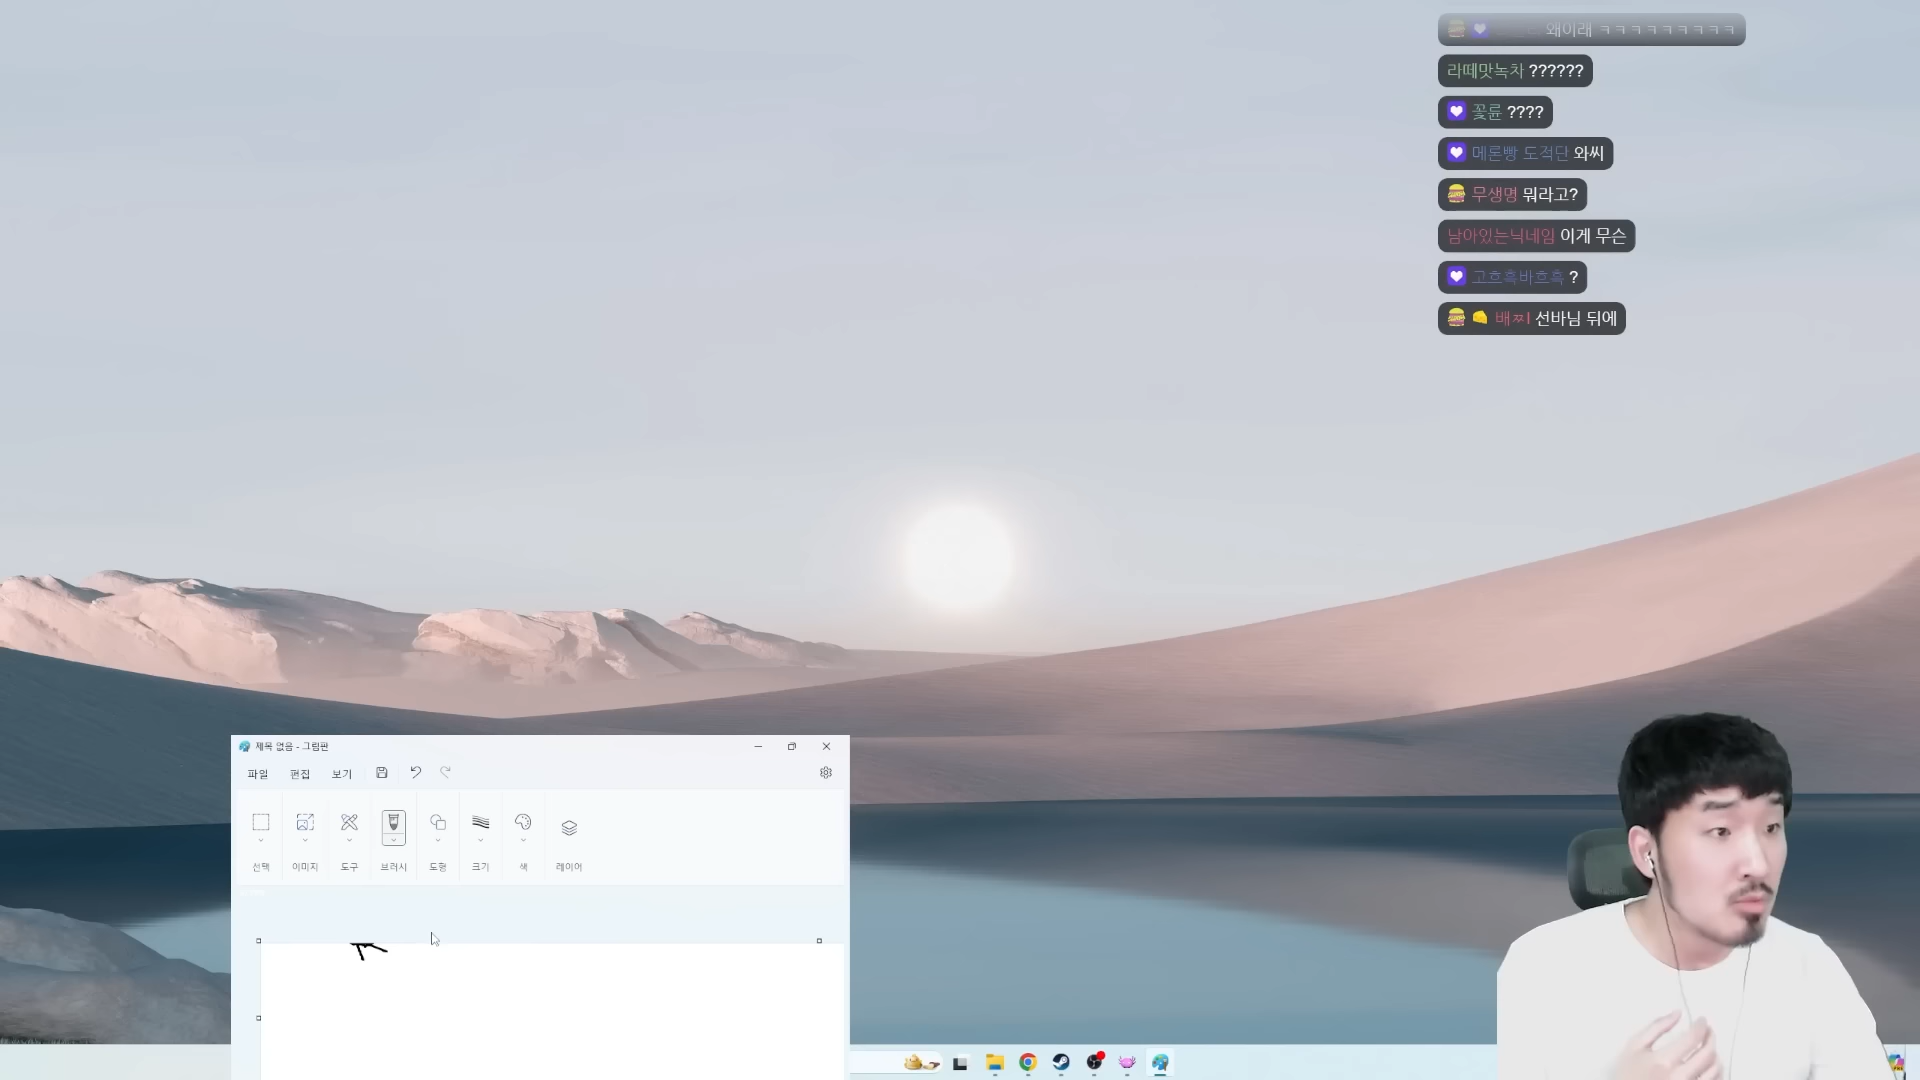 왜이래 ㅋㅋㅋㅋㅋㅋㅋㅋㅋ
라떼맛녹차 ??????
꽃륜 ????
메론빵 도적단 와씨
무생명 뭐라고?
남아있는닉네임 이게 무슨
고흐흑바흐흑 ?
배ㅉl 선바님 뒤에
제목 없음 - 그림판
파일 편집 보기
선택 이미지 도구 브러시 도형 크기 색 레이어